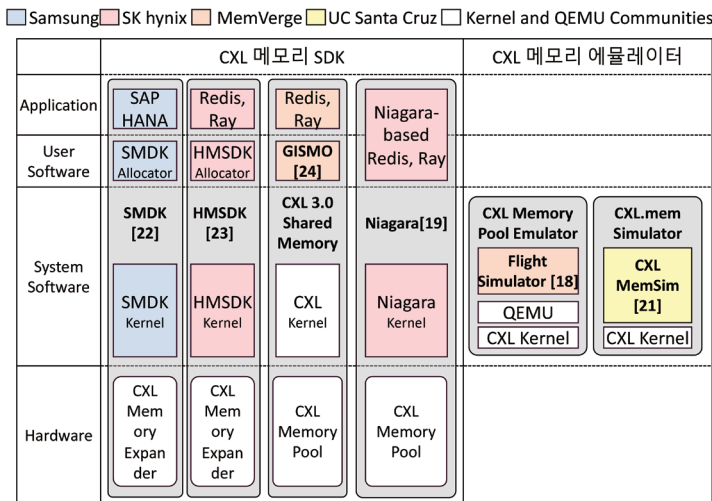 Samsung SK hynix MemVerge UC Santa Cruz Kernel and QEMU Communities
CXL 메모리 SDK
CXL 메모리 에뮬레이터
Application
SAP
HANA
Redis,
Ray
Redis,
Ray
Niagara-
based
Redis, Ray
User
Software
SMDK
Allocator
HMSDK
Allocator
GISMO
[24]
System
Software
SMDK
[22]
HMSDK
[23]
CXL 3.0
Shared
Memory
Niagara[19]
CXL Memory
Pool Emulator
CXL.mem
Simulator
SMDK
Kernel
HMSDK
Kernel
CXL
Kernel
Niagara
Kernel
Flight
Simulator [18]
QEMU
CXL Kernel
CXL
MemSim
[21]
CXL Kernel
Hardware
CXL
Mem
ory
Expan
der
CXL
Mem
ory
Expan
der
CXL
Memory
Pool
CXL
Memory
Pool